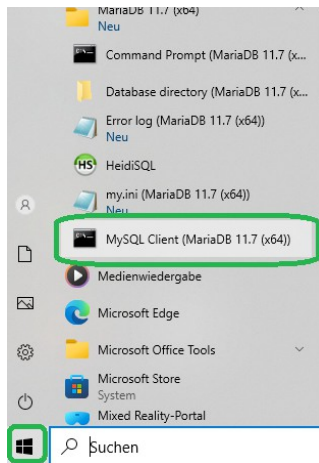 MariaDB 11.7 (x64)
Neu
Command Prompt (MariaDB 11.7 (x...
Database directory (MariaDB 11.7 (x...
Error log (MariaDB 11.7 (x64))
Neu
HS
HeidiSQL
my.ini (MariaDB 11.7 (x64))
Neu
MySQL Client (MariaDB 11.7 (x64))
Medienwiedergabe
Microsoft Edge
Microsoft Office Tools
Microsoft Store
System
Mixed Reality-Portal
Suchen